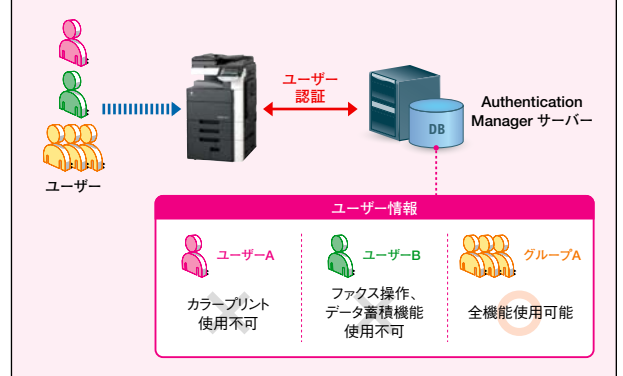 ユーザー
認証
DB
Authentication
Manager サーバー
ユーザー
ユーザー情報
ユーザーA
カラープリント
使用不可
ユーザーB
ファクス操作、
データ蓄積機能
使用不可
グループA
全機能使用可能